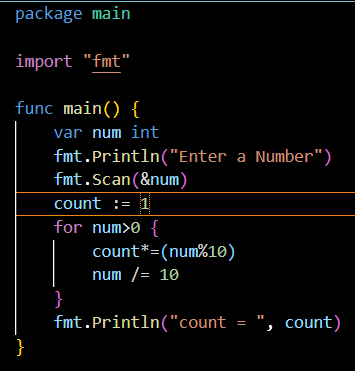 package main
import "fmt"
func main() {
var num int
fmt.Println("Enter a Number")
fmt.Scan(&num)
count := 1
for num>0 {
count*=(num%10)
num /= 10
}
fmt.Println("count = ", count)
}